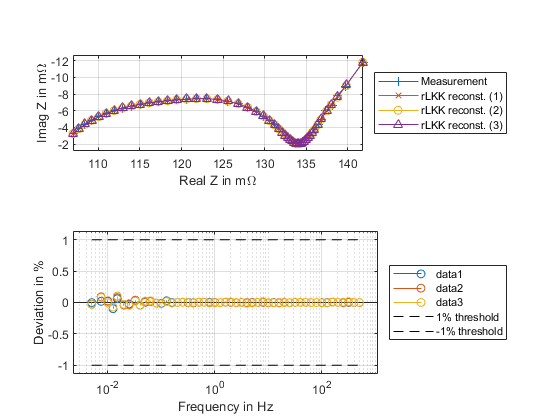 -12
-10
-8
-6
-4
-2
Imag Z in mΩ
110 115 120 125 130 135 140
Real Z in mΩ
Measurement
rLKK reconst. (1)
rLKK reconst. (2)
rLKK reconst. (3)
1
0.5
0
-0.5
-1
Deviation in %
10^-2 10^0 10^2
Frequency in Hz
data1
data2
data3
1% threshold
-1% threshold